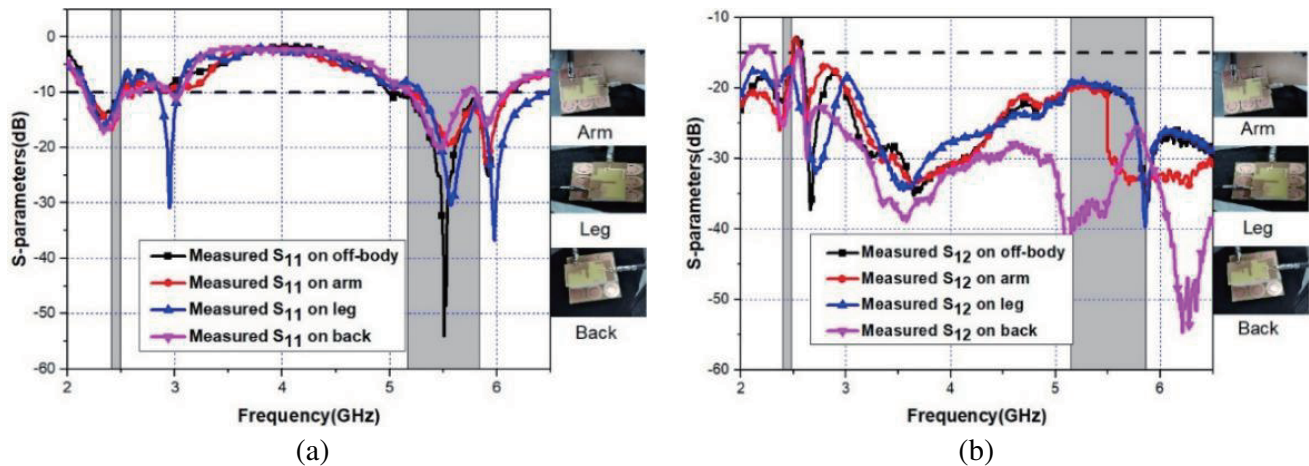 0
-10
-20
-30
-40
-50
-60
S-parameters(dB)
2
3
4
5
6
Frequency(GHz)
Measured S11 on off-body
Measured S11 on arm
Measured S11 on leg
Measured S11 on back
Arm
Leg
Back
(a)
-10
-20
-30
-40
-50
-60
S-parameters(dB)
2
3
4
5
6
Frequency(GHz)
Measured S12 on off-body
Measured S12 on arm
Measured S12 on leg
Measured S12 on back
Arm
Leg
Back
(b)